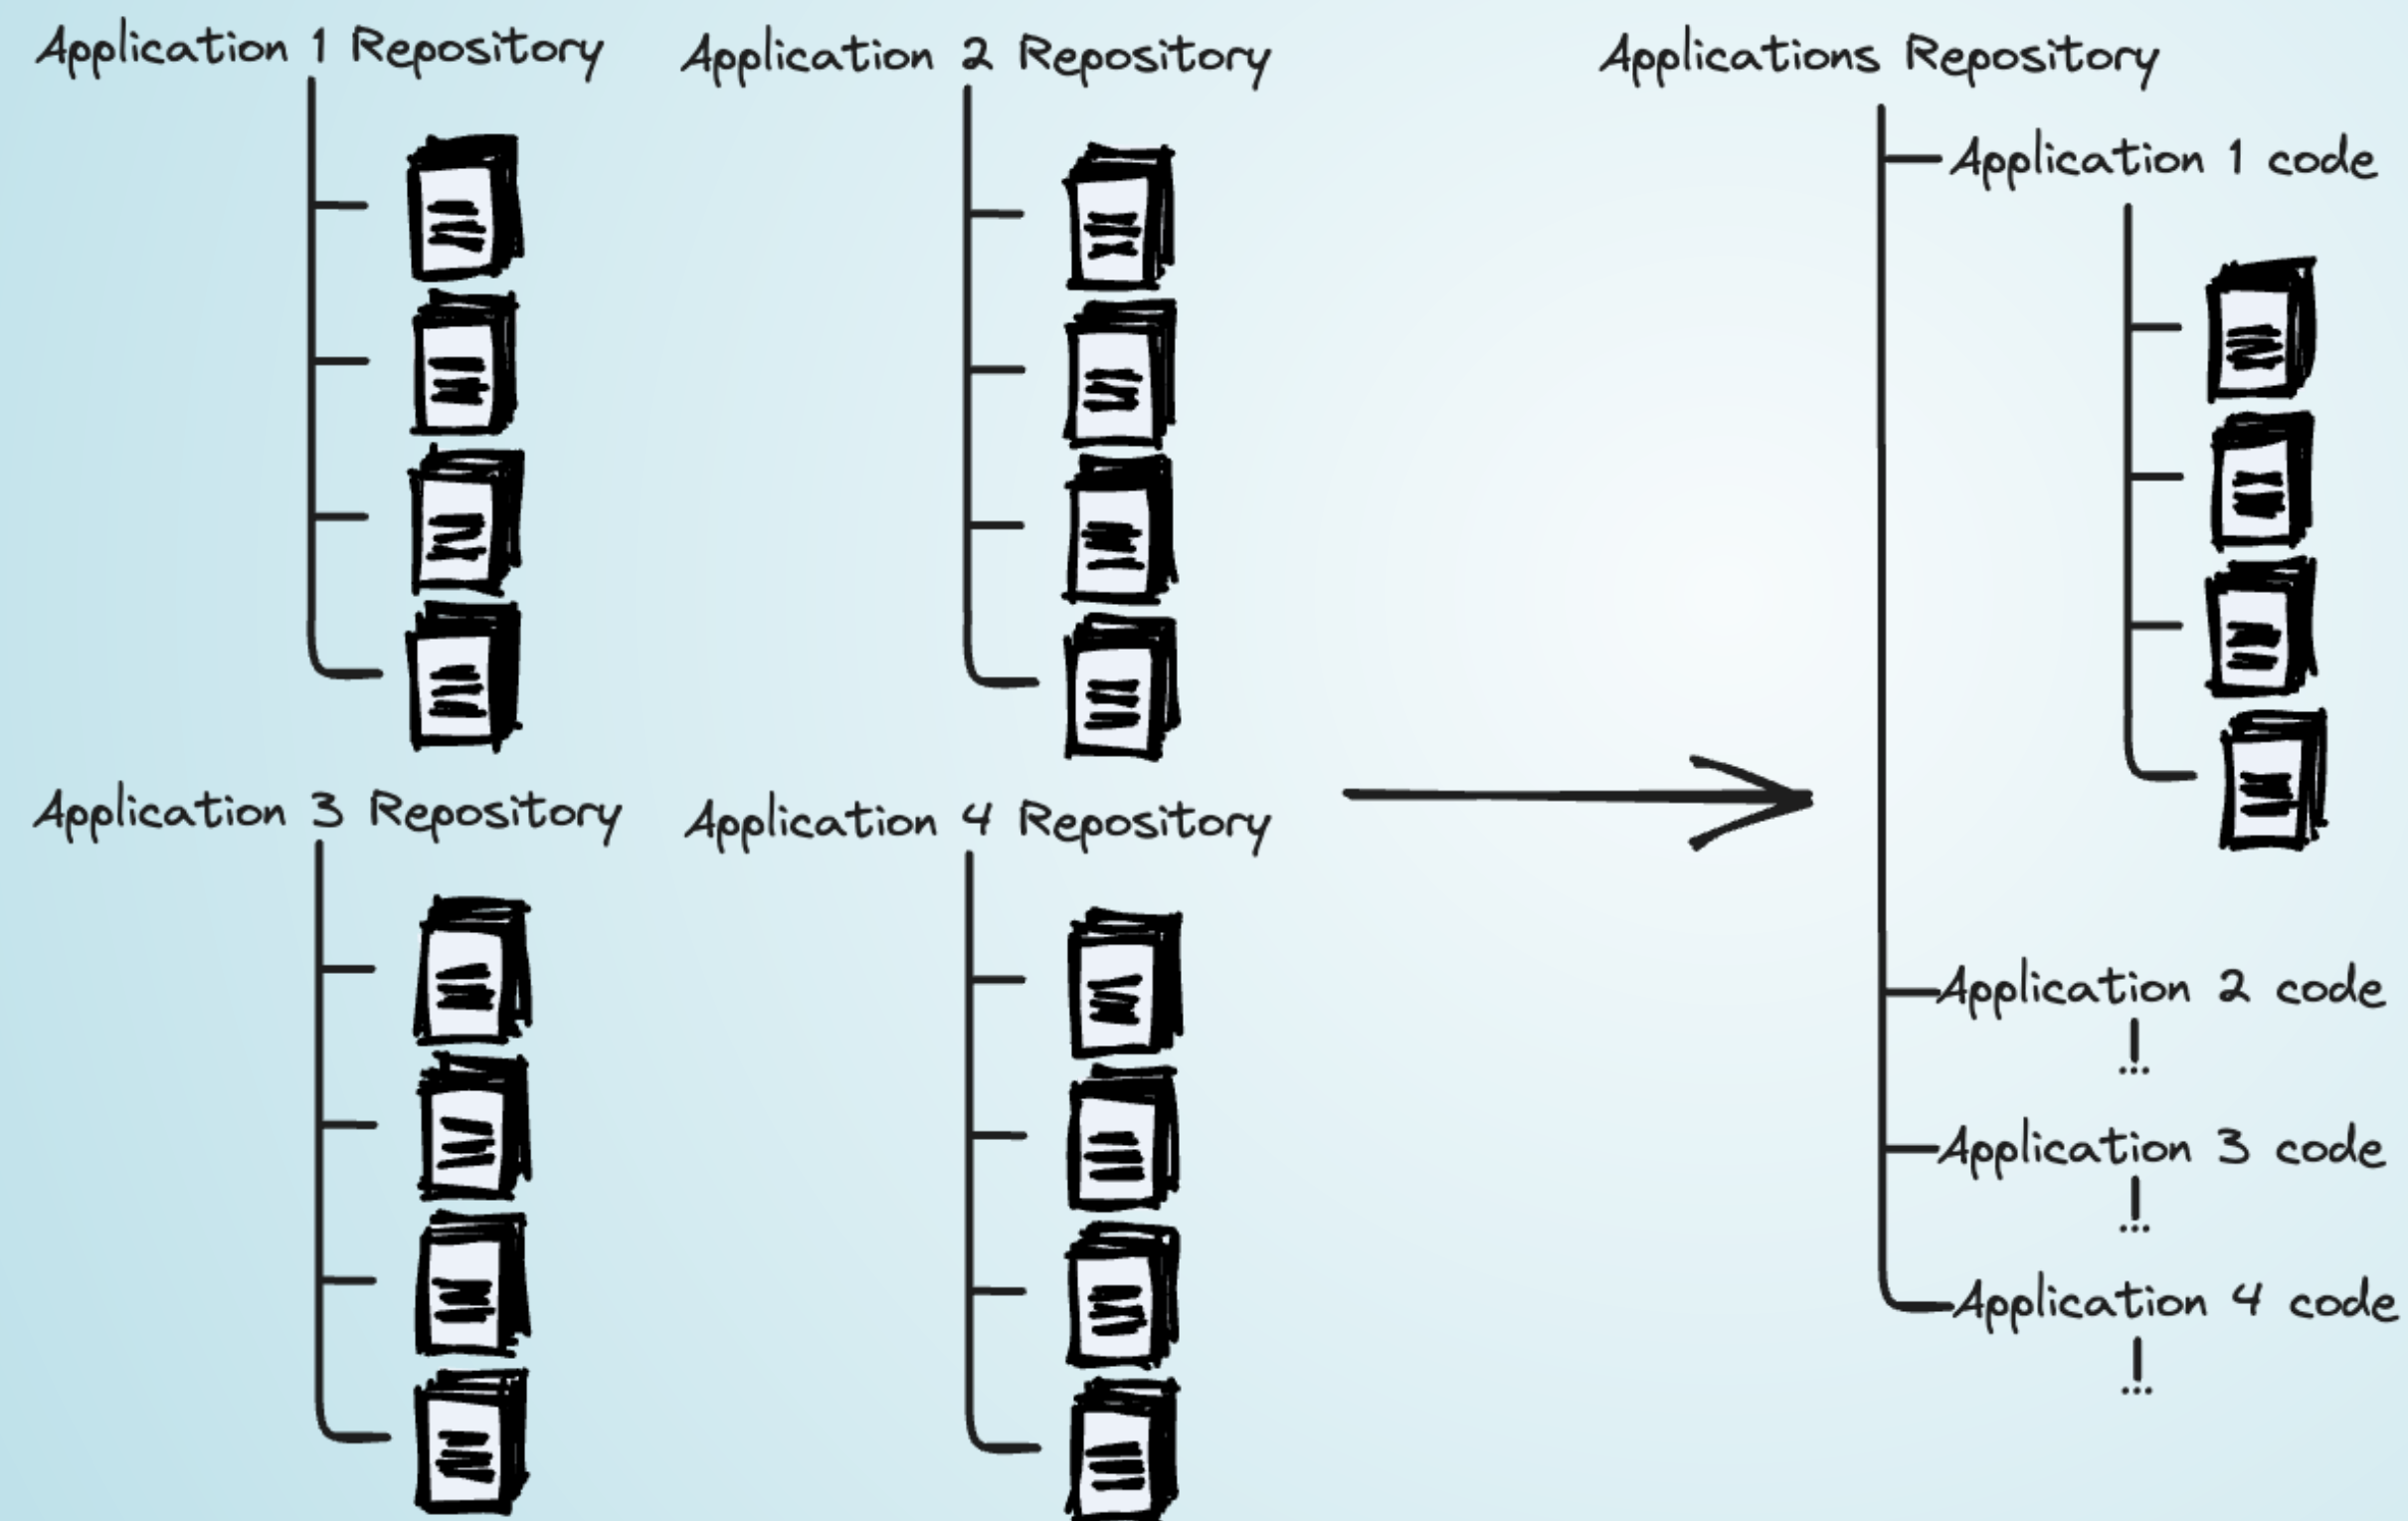 Application 1 Repository
Application 2 Repository
Application 3 Repository
Application 4 Repository
Applications Repository
Application 1 code
Application 2 code
...
Application 3 code
...
Application 4 code
...